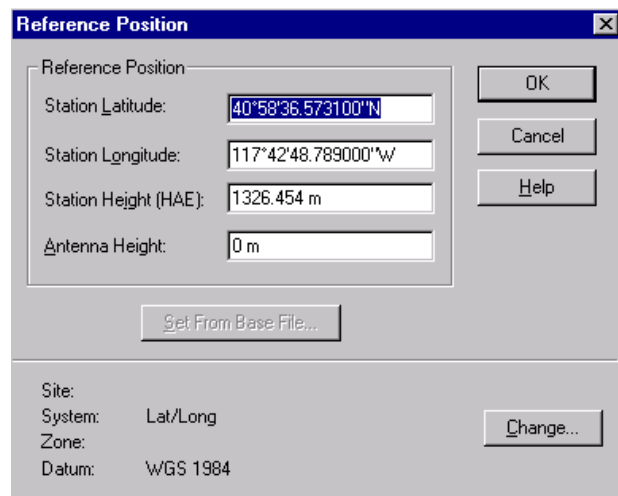 Reference Position
Reference Position
Station Latitude: 40°58'36.573100"N
Station Longitude: 117°42'48.789000"W
Station Height (HAE): 1326.454 m
Antenna Height: 0 m
OK
Cancel
Help
Set From Base File...
Site:
System: Lat/Long
Zone:
Datum: WGS 1984
Change...